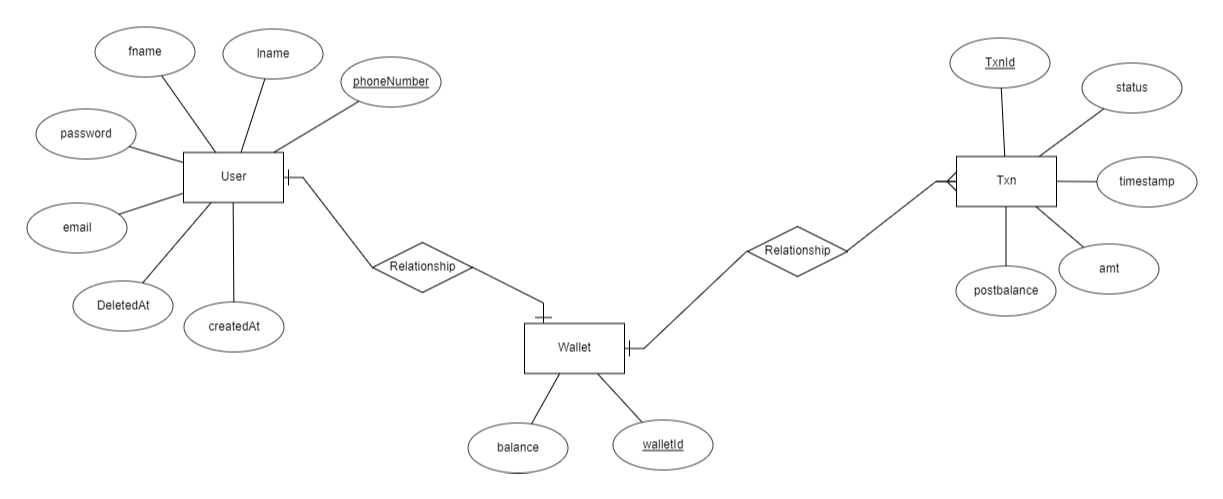 fname
lname
phoneNumber
password
User
email
DeletedAt
createdAt
Relationship
Wallet
balance
walletId
Relationship
TxnId
status
Txn
timestamp
amt
postbalance